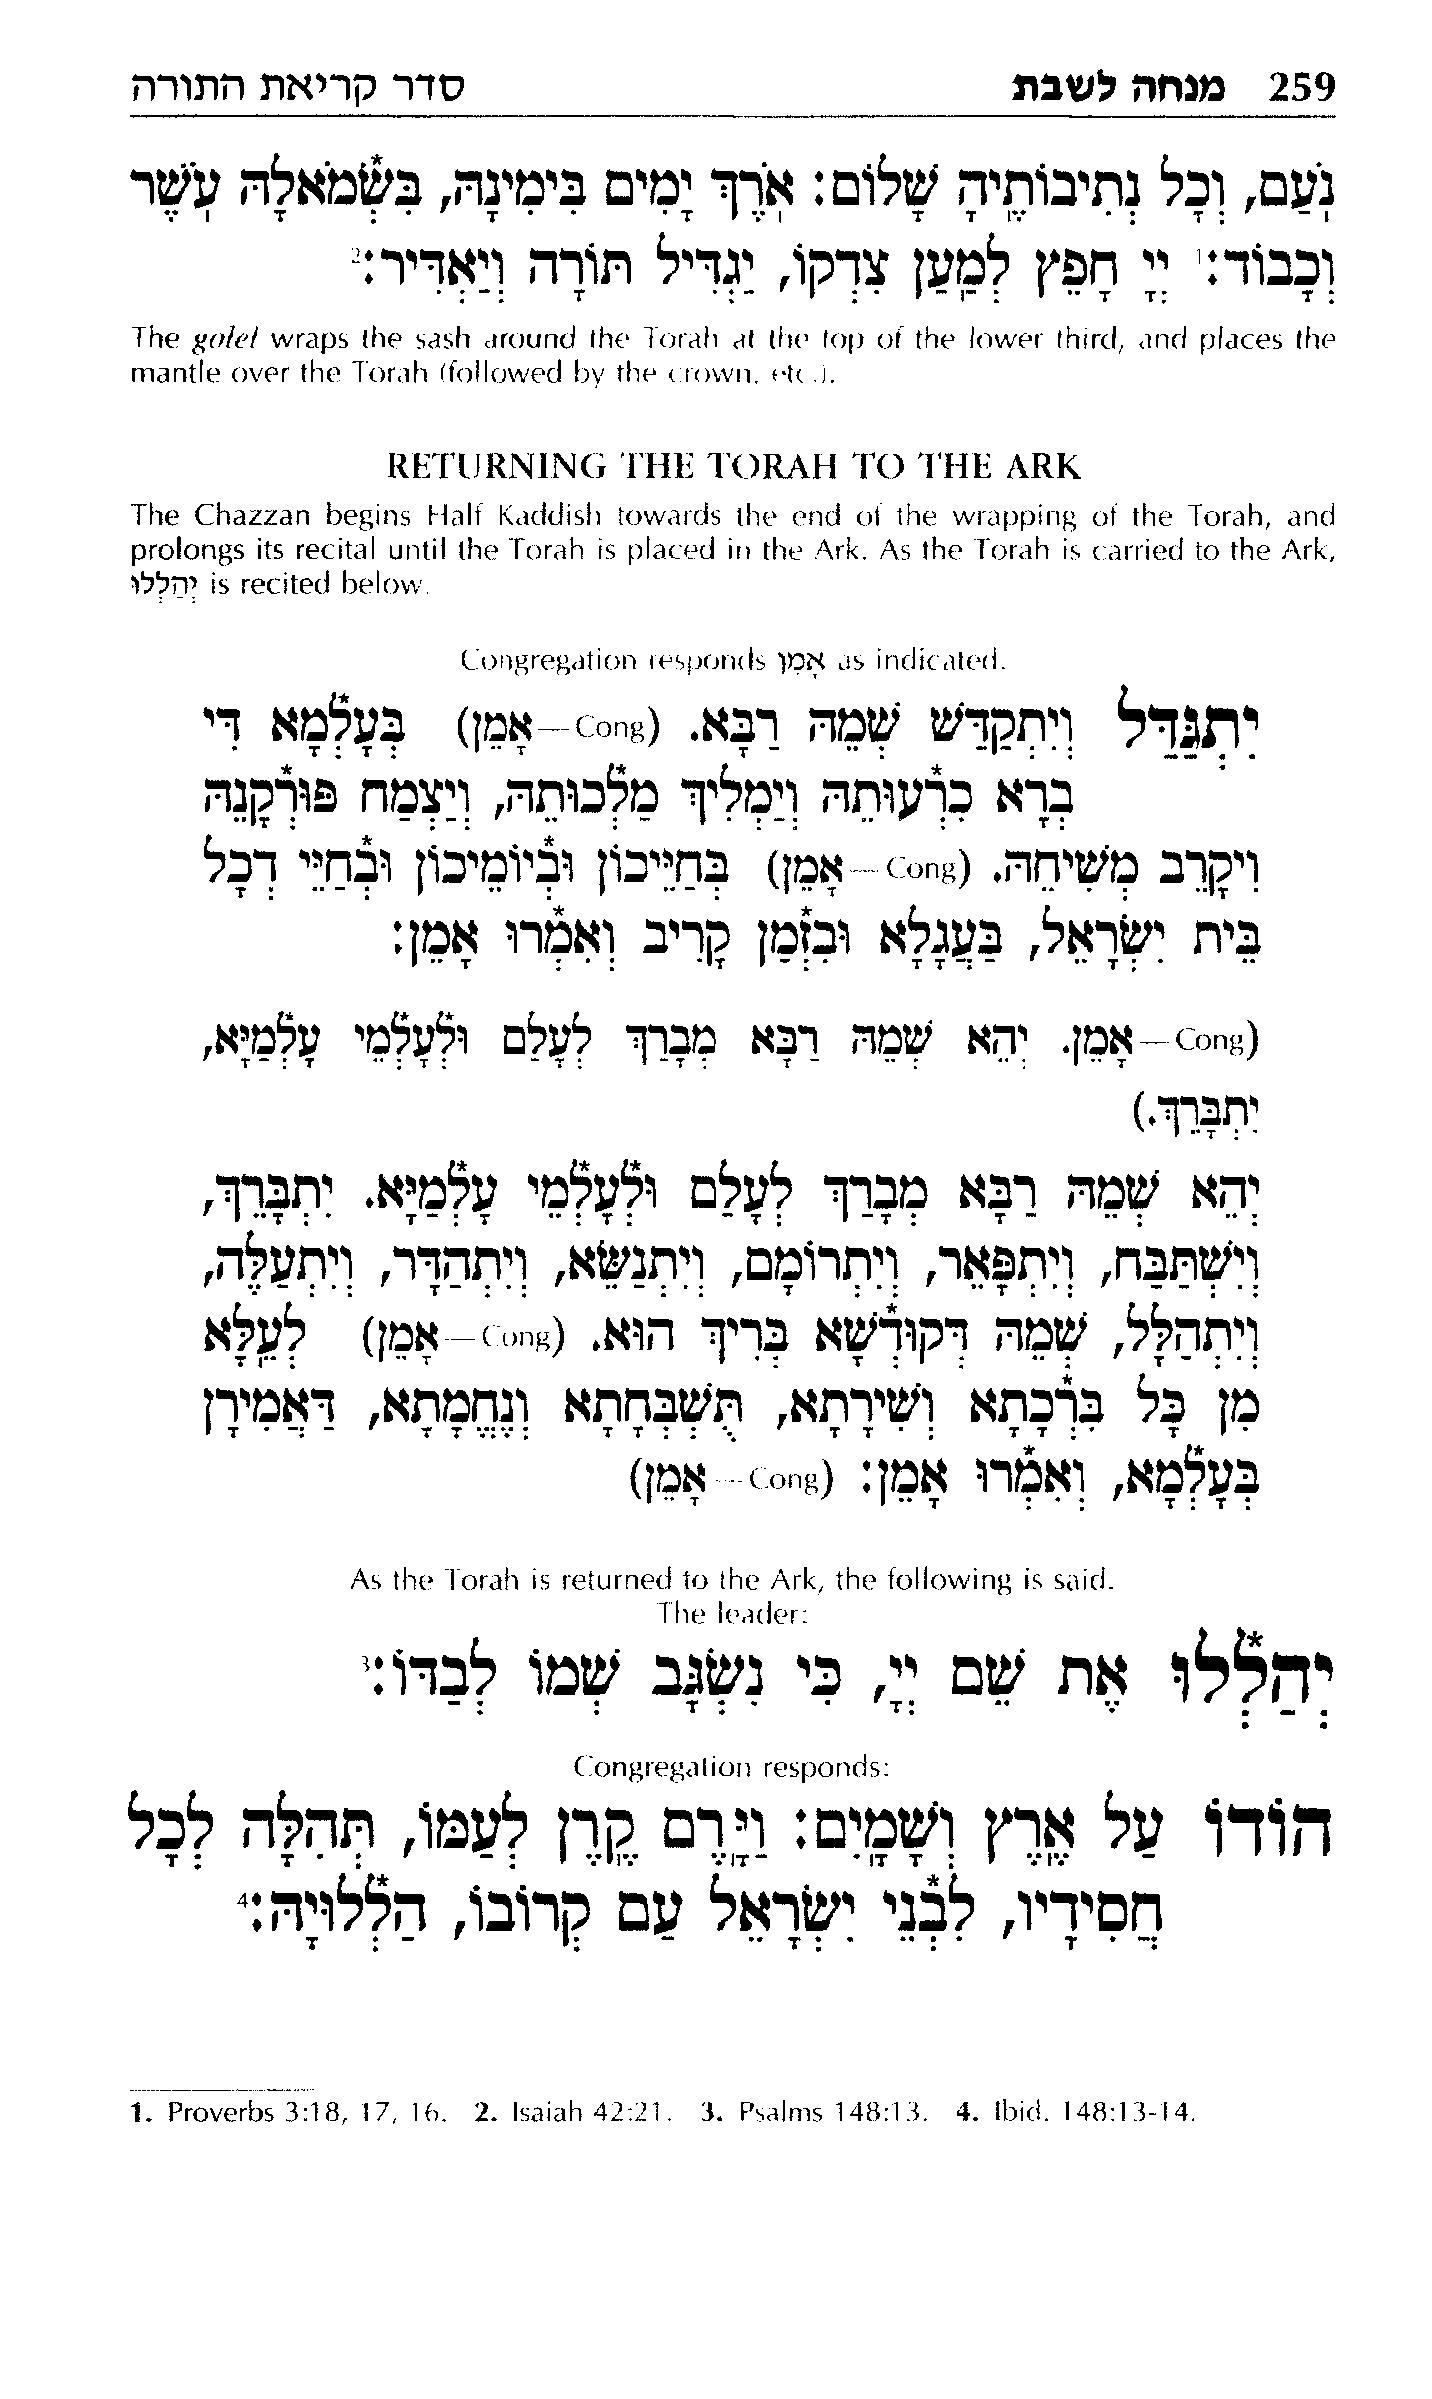 259 מנחה לשבת סדר קריאת התורה
נֹֽעַם, וְכָל נְתִיבוֹתֶֽיהָ שָׁלוֹם: אֹֽרֶךְ יָמִים בִּימִינָהּ, בִּשְׂ*מֹאלָהּ עֹֽשֶׁר
וְכָבוֹד:¹ יְיָ חָפֵץ לְמַֽעַן צִדְקוֹ, יַגְדִּיל תּוֹרָה וְיַאְדִּיר:²
The golel wraps the sash around the Torah at the top of the lower third, and places the
mantle over the Torah (followed by the crown, etc.).
RETURNING THE TORAH TO THE ARK
The Chazzan begins Half Kaddish towards the end of the wrapping of the Torah, and
prolongs its recital until the Torah is placed in the Ark. As the Torah is carried to the Ark,
יְהַלְלוּ is recited below.
Congregation responds אָמֵן as indicated.
יִתְגַּדַּל וְיִתְקַדַּשׁ שְׁמֵהּ רַבָּא. (Cong—אָמֵן) בְּעָלְ*מָא דִּי
בְרָא כִרְ*עוּתֵהּ וְיַמְלִיךְ מַלְ*כוּתֵהּ, וְיַצְמַח פּוּרְ*קָנֵהּ
וִיקָרֵב מְשִׁיחֵהּ. (Cong—אָמֵן) בְּחַיֵּיכוֹן וּבְ*יוֹמֵיכוֹן וּבְ*חַיֵּי דְכָל
בֵּית יִשְׂרָאֵל, בַּעֲגָלָא וּבִזְ*מַן קָרִיב וְאִמְ*רוּ אָמֵן:
(Cong—אָמֵן. יְהֵא שְׁמֵהּ רַבָּא מְבָרַךְ לְעָלַם וּלְ*עָלְ*מֵי עָלְ*מַיָּא,
יִתְבָּרֵךְ.)
יְהֵא שְׁמֵהּ רַבָּא מְבָרַךְ לְעָלַם וּלְ*עָלְ*מֵי עָלְ*מַיָּא. יִתְבָּרֵךְ,
וְיִשְׁתַּבַּח, וְיִתְפָּאֵר, וְיִתְרוֹמָם, וְיִתְנַשֵּׂא, וְיִתְהַדָּר, וְיִתְעַלֶּה,
וְיִתְהַלָּל, שְׁמֵהּ דְּקוּדְ*שָׁא בְּרִיךְ הוּא. (Cong—אָמֵן) לְעֵֽלָּא
מִן כָּל בִּרְ*כָתָא וְשִׁירָתָא, תֻּשְׁבְּחָתָא וְנֶחֱמָתָא, דַּאֲמִירָן
בְּעָלְ*מָא, וְאִמְ*רוּ אָמֵן: (Cong—אָמֵן)
As the Torah is returned to the Ark, the following is said.
The leader:
יְהַלְ*לוּ אֶת שֵׁם יְיָ, כִּי נִשְׂגָּב שְׁמוֹ לְבַדּוֹ:³
Congregation responds:
הוֹדוֹ עַל אֶֽרֶץ וְשָׁמָֽיִם: וַיָּֽרֶם קֶֽרֶן לְעַמּוֹ, תְּהִלָּה לְכָל
חֲסִידָיו, לִבְ*נֵי יִשְׂרָאֵל עַם קְרוֹבוֹ, הַלְ*לוּיָהּ:⁴
1. Proverbs 3:18, 17, 16. 2. Isaiah 42:21. 3. Psalms 148:13. 4. Ibid. 148:13-14.